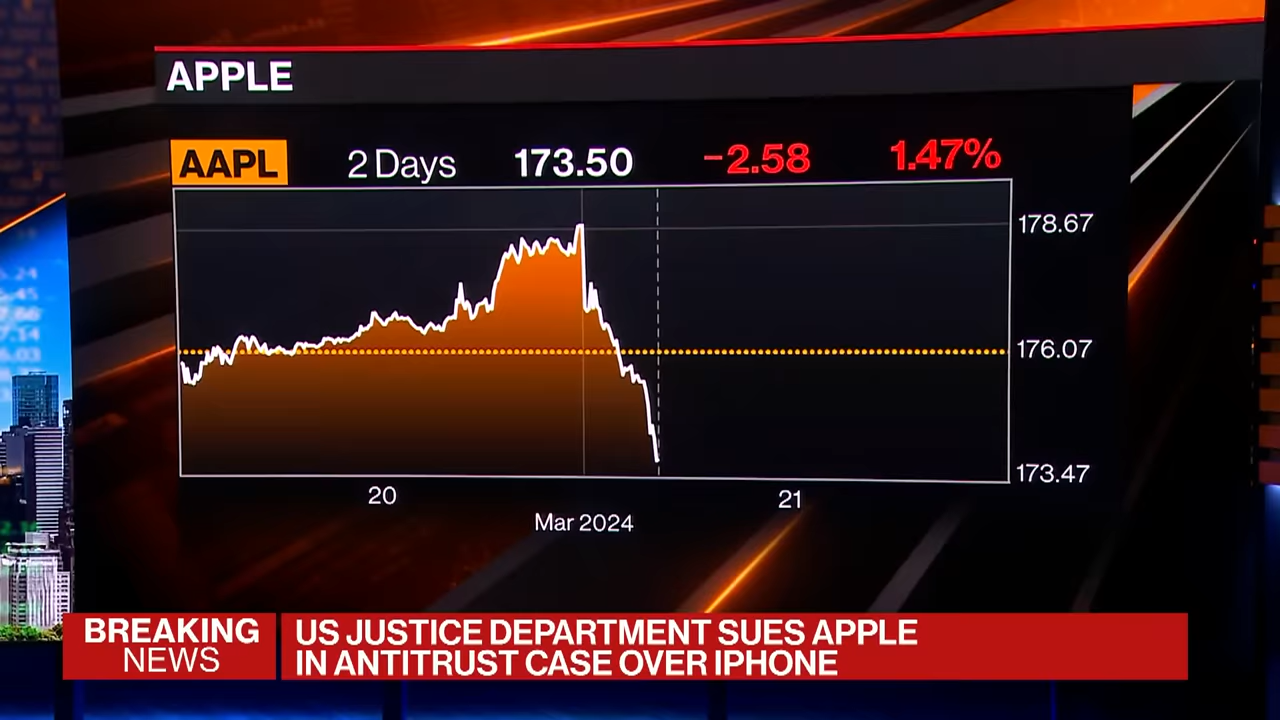 APPLE
AAPL 2 Days 173.50 -2.58 1.47%
178.67
176.07
173.47
20 21
Mar 2024
BREAKING NEWS
US JUSTICE DEPARTMENT SUES APPLE
IN ANTITRUST CASE OVER IPHONE